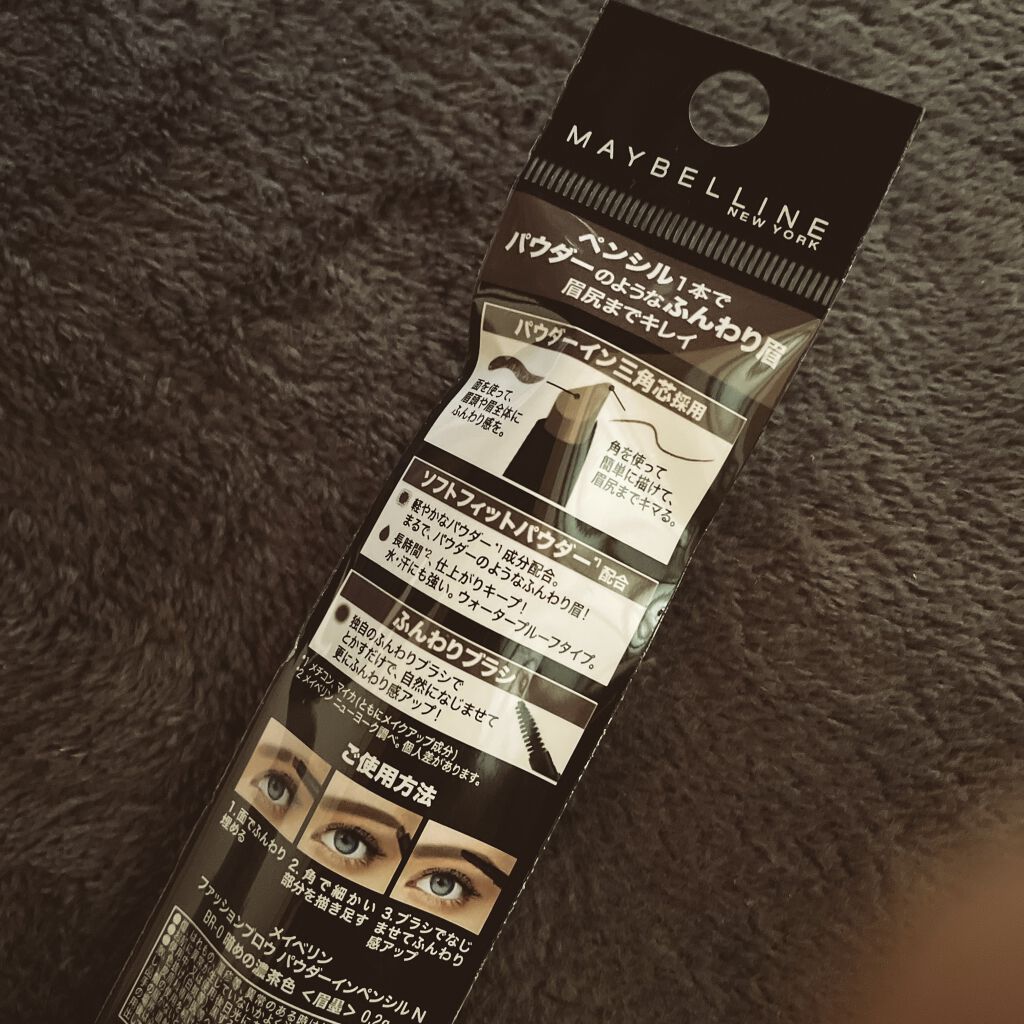 MAYBELLINE
NEW YORK
ペンシル1本で
パウダーのようなふんわり眉
眉尻までキレイ
パウダーイン三角芯採用
面を使って、
眉頭や眉全体に
ふんわり感を。
角を使って
簡単に描けて、
眉尻までキマる。
ソフトフィットパウダー*1配合
軽やかなパウダー*1成分配合。
まるで、パウダーのようなふんわり眉！
長時間*2、仕上がりキープ！
水・汗にも強い。ウォータープルーフタイプ。
ふんわりブラシ
独自のふんわりブラシで
とかすだけで、自然になじませて
更にふんわり感アップ！
*1 メチコン、マイカ(ともにメイクアップ成分)
*2 メイベリン ニューヨーク調べ。個人差があります。
ご使用方法
1. 面でふんわり
埋める
2. 角で細かい
部分を描き足す
3. ブラシでなじ
ませてふんわり
感アップ
メイベリン
ファッションブロウ パウダーインペンシル N
BR-0 暗めの濃茶色 <眉墨> 0.2g